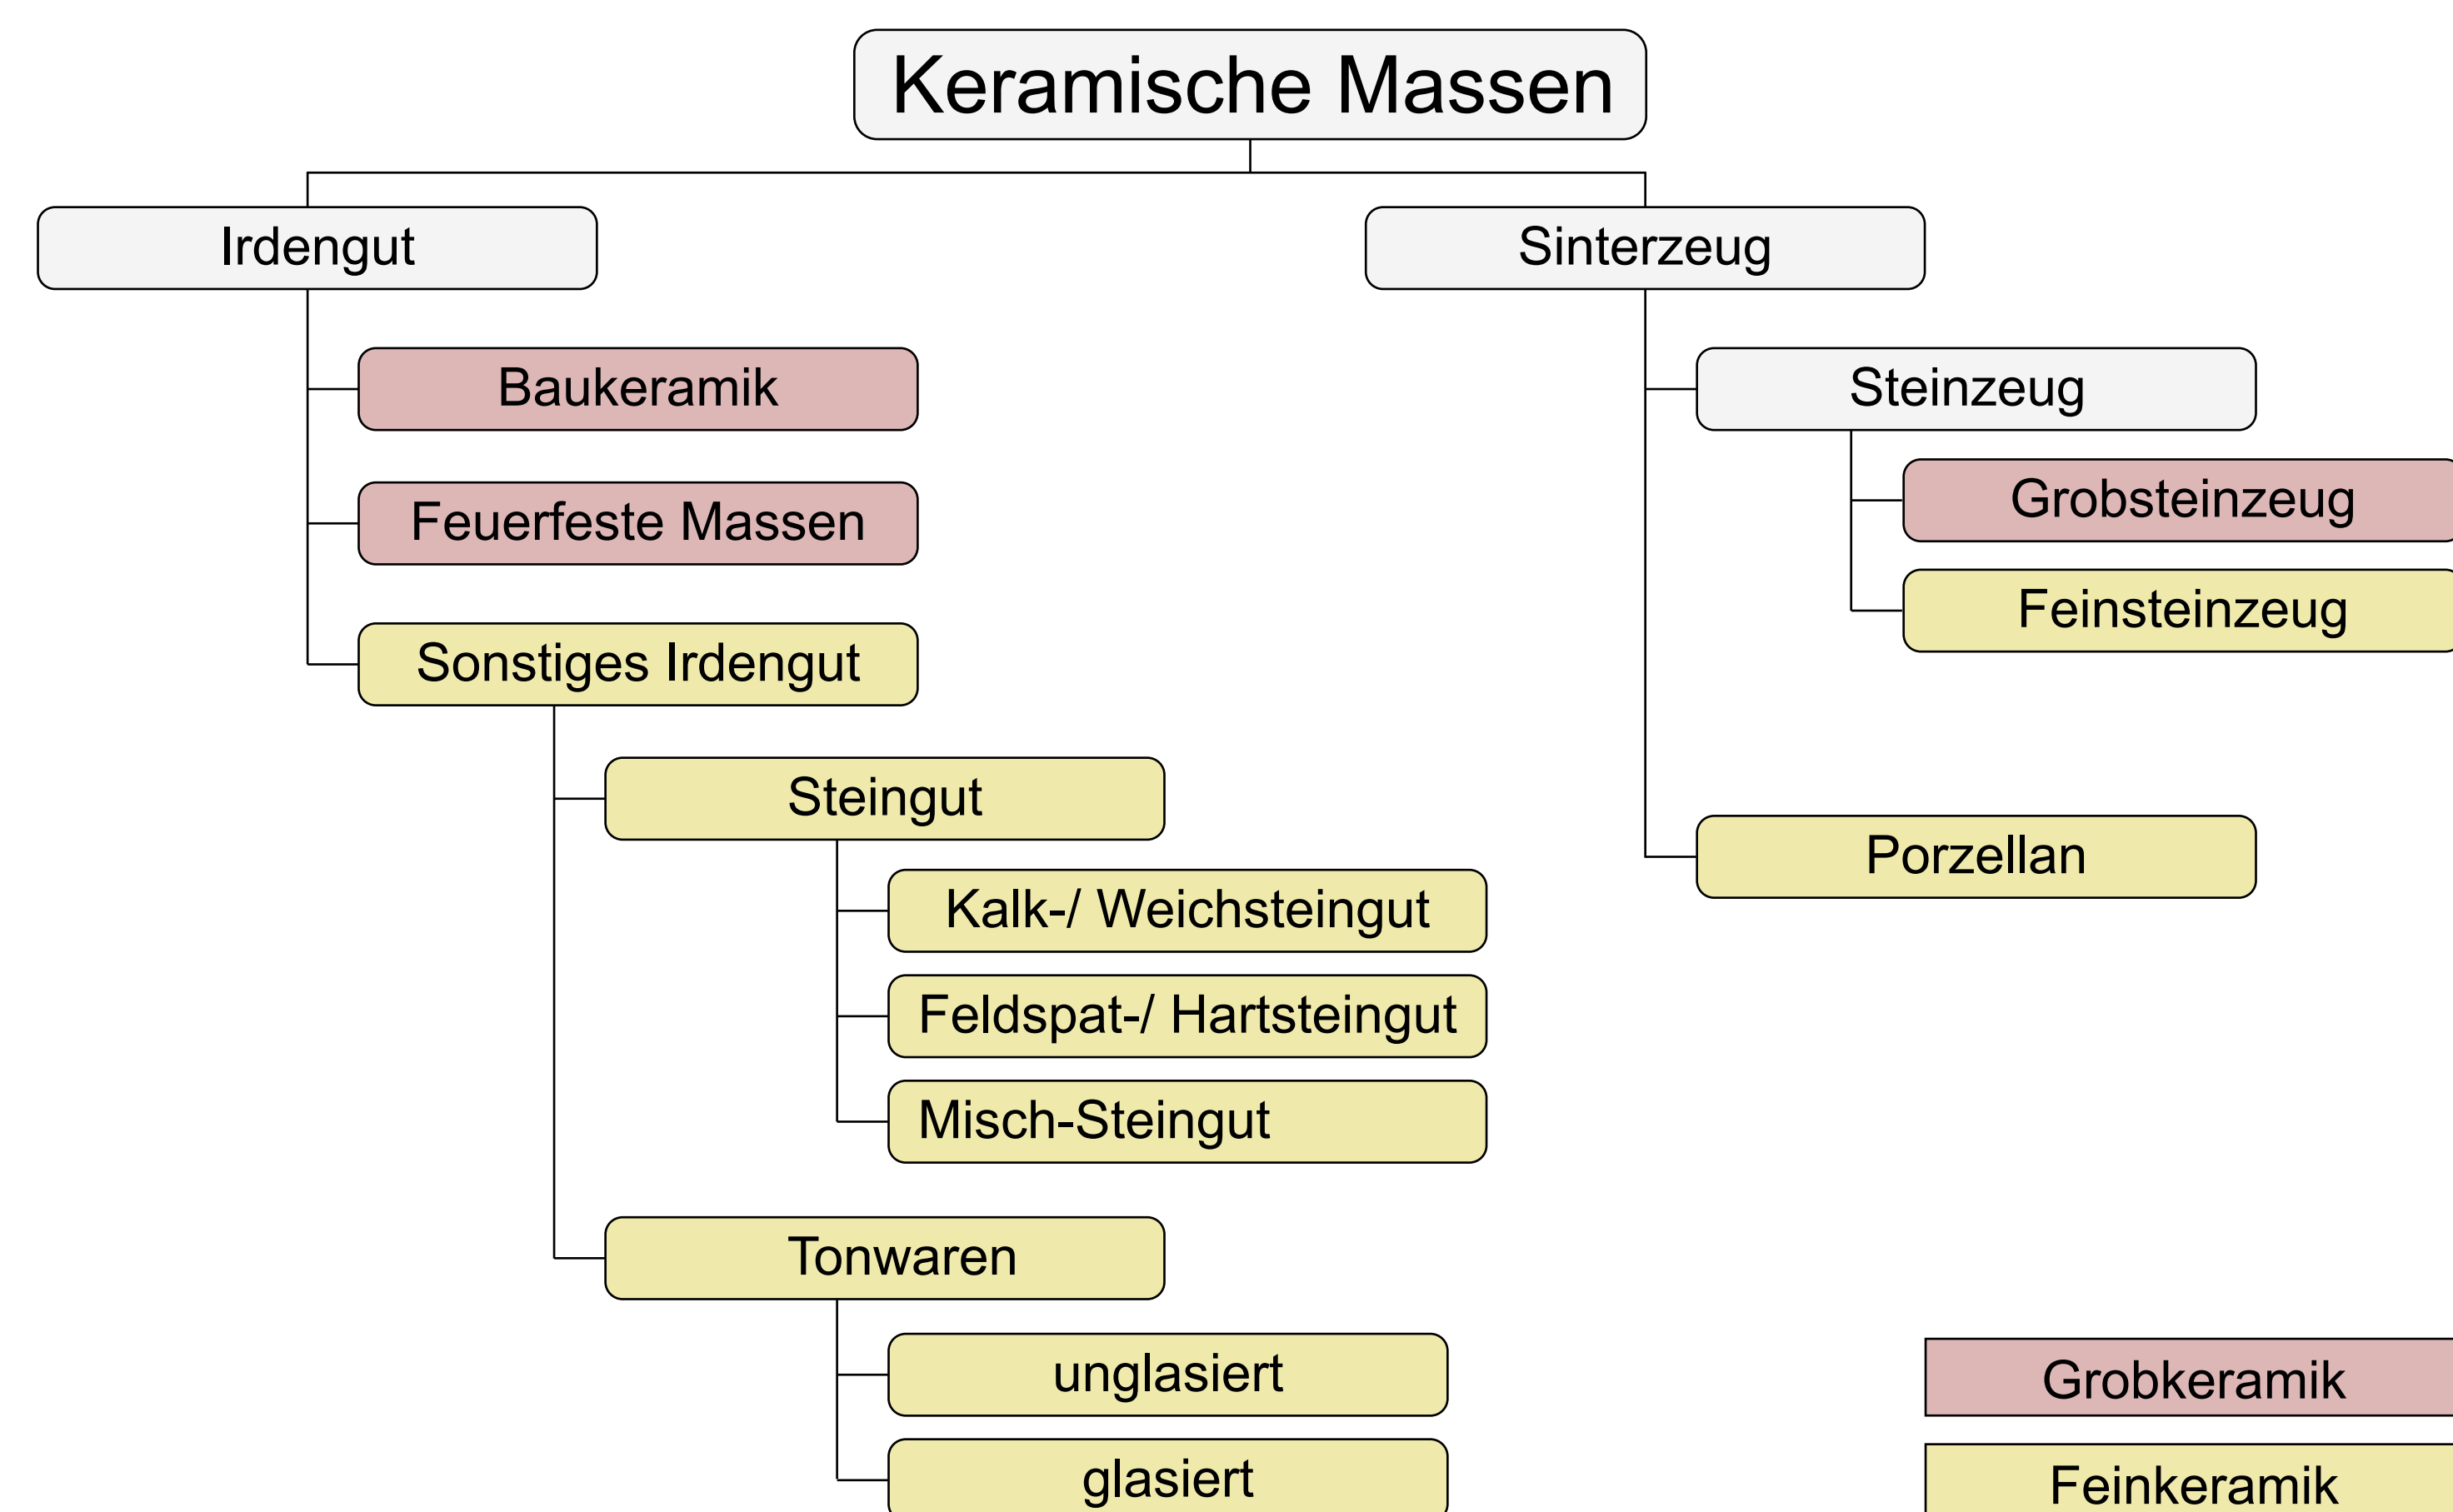 Keramische Massen
Irdengut
Sinterzeug
Baukeramik
Steinzeug
Feuerfeste Massen
Grobsteinzeug
Feinsteinzeug
Sonstiges Irdengut
Steingut
Porzellan
Kalk-/ Weichsteingut
Feldspat-/ Hartsteingut
Misch-Steingut
Tonwaren
unglasiert
Grobkeramik
glasiert
Feinkeramik